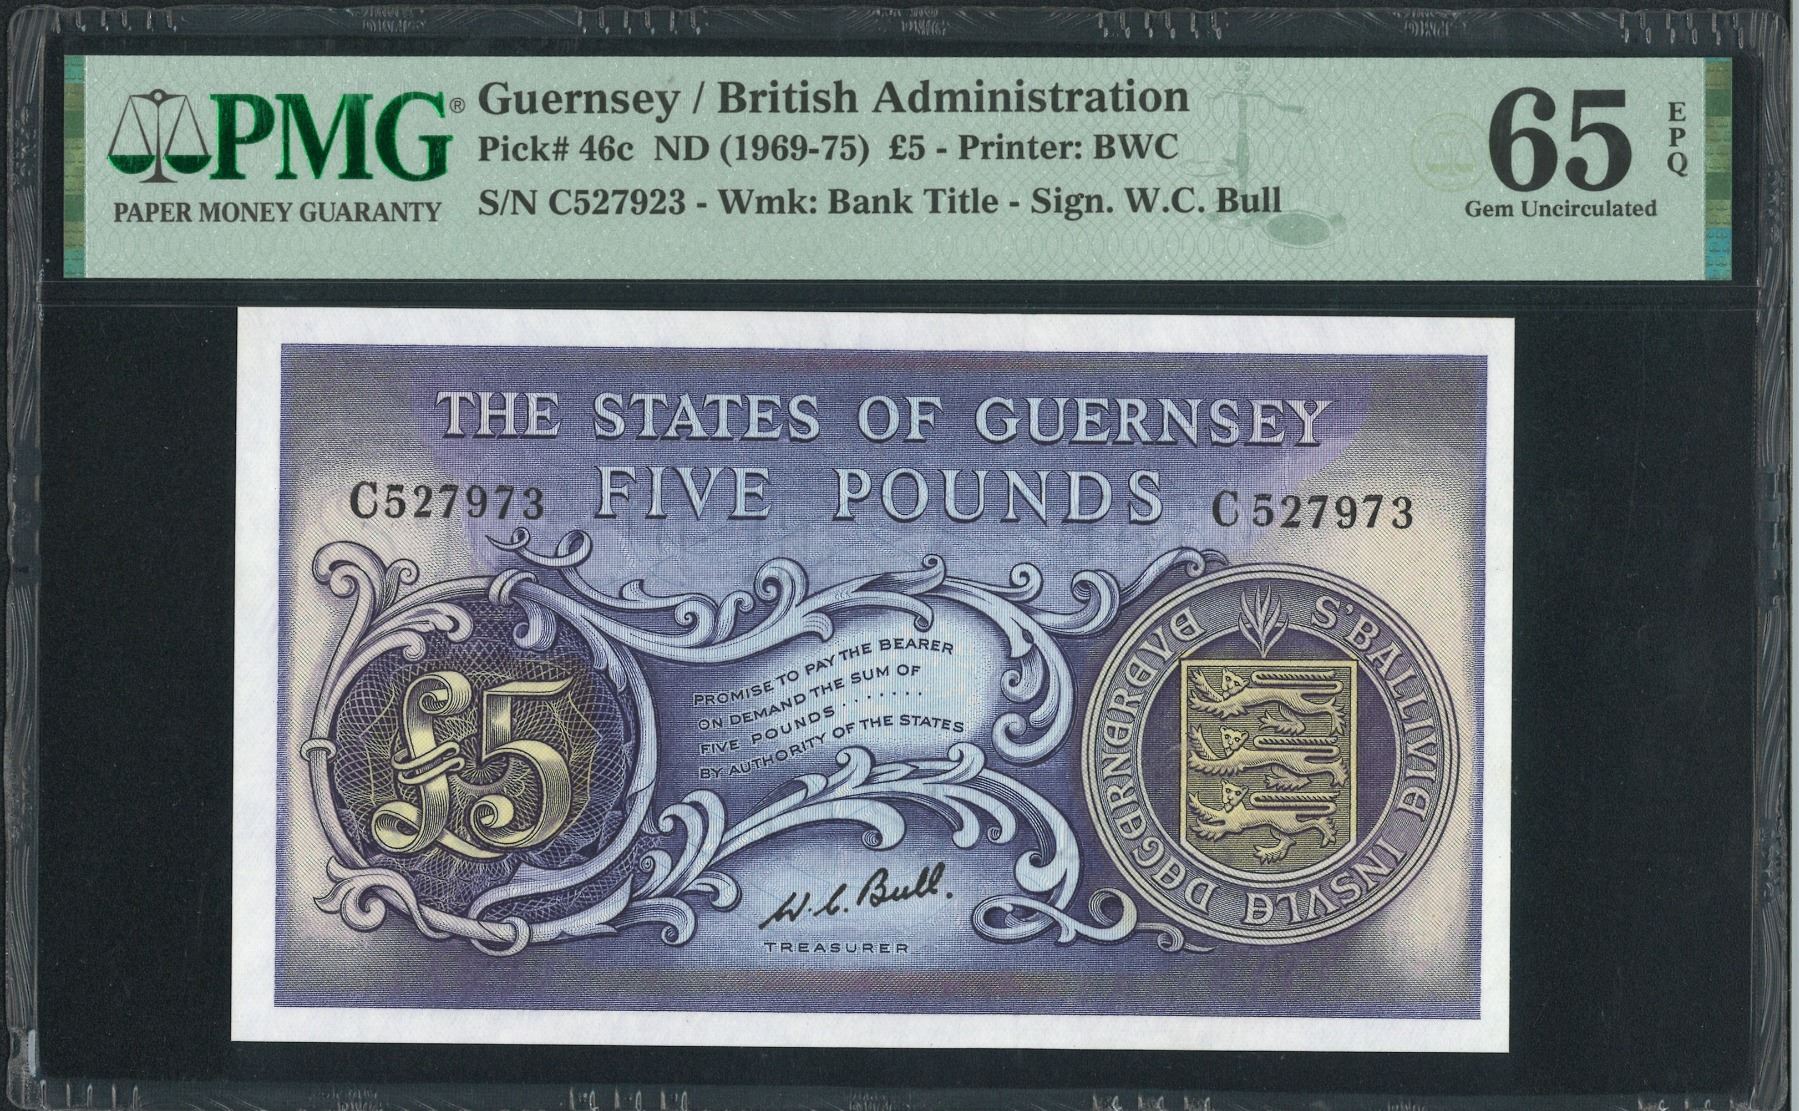 PMG®
PAPER MONEY GUARANTY
Guernsey / British Administration
Pick# 46c ND (1969-75) £5 - Printer: BWC
S/N C527923 - Wmk: Bank Title - Sign. W.C. Bull
65
EPQ
Gem Uncirculated
THE STATES OF GUERNSEY
FIVE POUNDS
C527973
C527973
PROMISE TO PAY THE BEARER
ON DEMAND THE SUM OF
FIVE POUNDS . . . . . .
BY AUTHORITY OF THE STATES
£5
W. C. Bull.
TREASURER
S'BALLIVIE INSVLE DEGERNEREYE